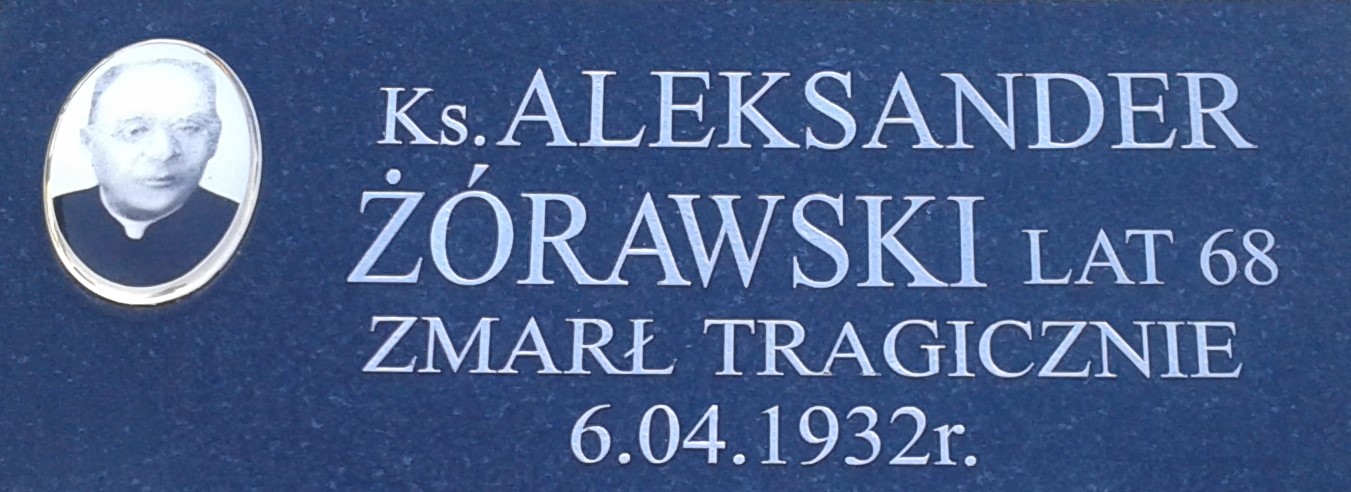 Ks. ALEKSANDER
ŻÓRAWSKI LAT 68
ZMARŁ TRAGICZNIE
6.04.1932r.